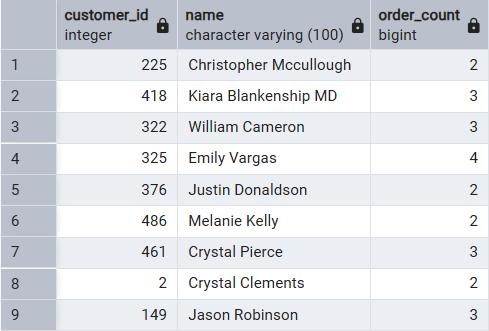 customer_id name order_count
integer character varying (100) bigint
1 225 Christopher Mccullough 2
2 418 Kiara Blankenship MD 3
3 322 William Cameron 3
4 325 Emily Vargas 4
5 376 Justin Donaldson 2
6 486 Melanie Kelly 2
7 461 Crystal Pierce 3
8 2 Crystal Clements 2
9 149 Jason Robinson 3